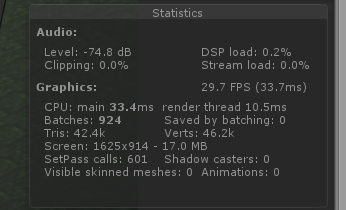 Statistics
Audio:
Level: -74.8 dB DSP load: 0.2%
Clipping: 0.0% Stream load: 0.0%
Graphics: 29.7 FPS (33.7ms)
CPU: main 33.4ms render thread 10.5ms
Batches: 924 Saved by batching: 0
Tris: 42.4k Verts: 46.2k
Screen: 1625x914 - 17.0 MB
SetPass calls: 601 Shadow casters: 0
Visible skinned meshes: 0 Animations: 0